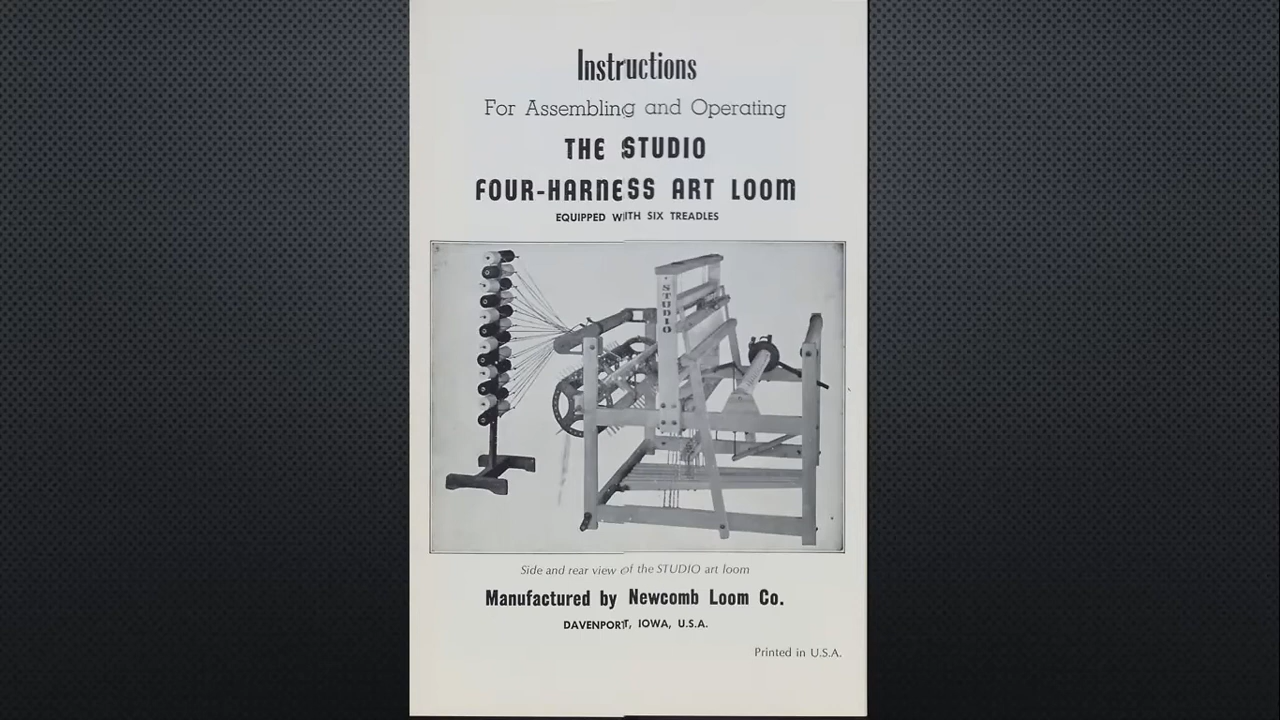 Instructions
For Assembling and Operating
THE STUDIO
FOUR-HARNESS ART LOOM
EQUIPPED WITH SIX TREADLES
STUDIO
Side and rear view of the STUDIO art loom
Manufactured by Newcomb Loom Co.
DAVENPORT, IOWA, U.S.A.
Printed in U.S.A.